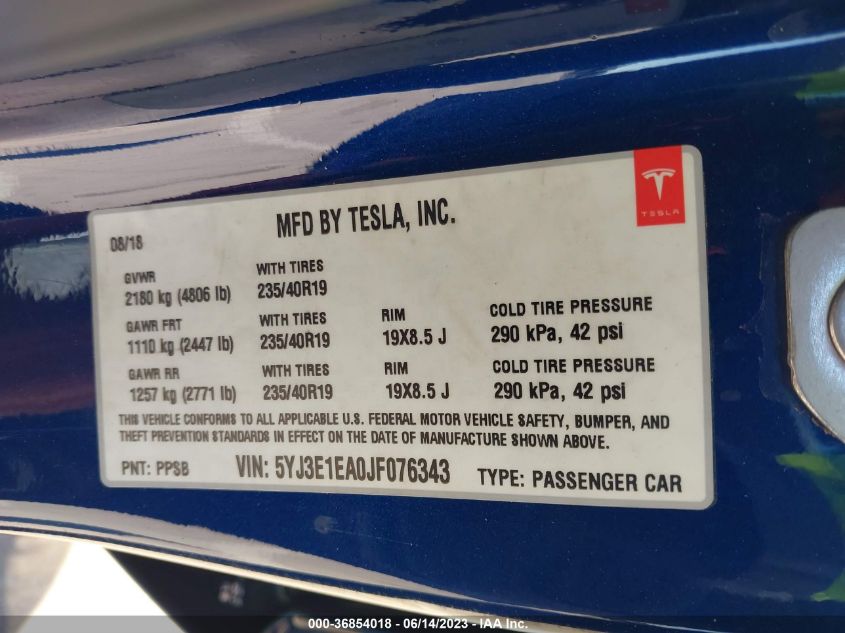 TESLA
MFD BY TESLA, INC.
08/18
GVWR WITH TIRES
2180 kg (4806 lb) 235/40R19
GAWR FRT WITH TIRES RIM COLD TIRE PRESSURE
1110 kg (2447 lb) 235/40R19 19X8.5 J 290 kPa, 42 psi
GAWR RR WITH TIRES RIM COLD TIRE PRESSURE
1257 kg (2771 lb) 235/40R19 19X8.5 J 290 kPa, 42 psi
THIS VEHICLE CONFORMS TO ALL APPLICABLE U.S. FEDERAL MOTOR VEHICLE SAFETY, BUMPER, AND
THEFT PREVENTION STANDARDS IN EFFECT ON THE DATE OF MANUFACTURE SHOWN ABOVE.
PNT: PPSB VIN: 5YJ3E1EA0JF076343 TYPE: PASSENGER CAR
000-36854018 - 06/14/2023 - IAA Inc.